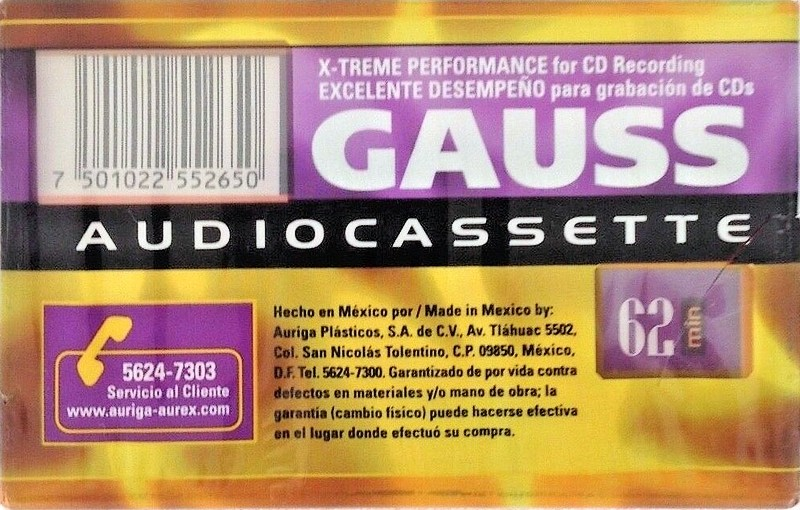 X-TREME PERFORMANCE for CD Recording
EXCELENTE DESEMPEÑO para grabación de CDs
GAUSS
7 501022 552650
AUDIOCASSETTE
62 min
5624-7303
Servicio al Cliente
www.auriga-aurex.com
Hecho en México por / Made in Mexico by:
Auriga Plásticos, S.A. de C.V., Av. Tláhuac 5502,
Col. San Nicolás Tolentino, C.P. 09850, México,
D.F. Tel. 5624-7300. Garantizado de por vida contra
defectos en materiales y/o mano de obra; la
garantía (cambio físico) puede hacerse efectiva
en el lugar donde efectuó su compra.